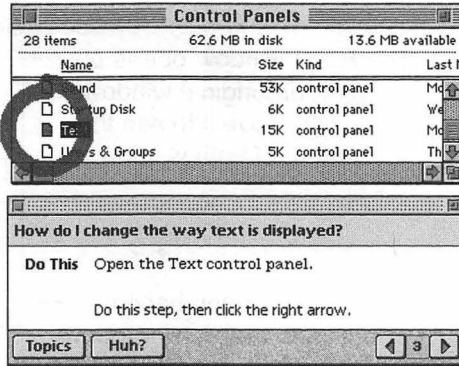 Control Panels
28 items 62.6 MB in disk 13.6 MB available
Name Size Kind Last
Sound 53K control panel
Startup Disk 6K control panel We
Text 15K control panel
Users & Groups 5K control panel Th
How do I change the way text is displayed?
Do This Open the Text control panel.
Do this step, then click the right arrow.
Topics Huh? 3